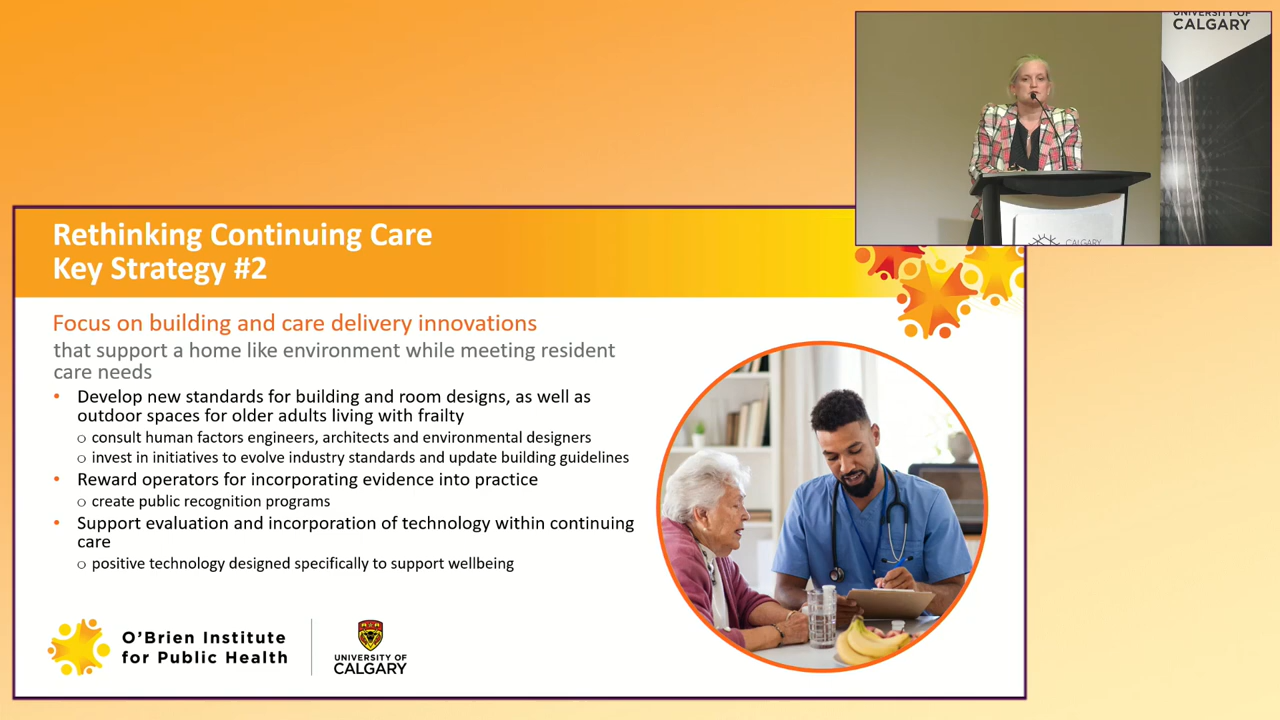 UNIVERSITY OF
CALGARY
CALGARY
Rethinking Continuing Care
Key Strategy #2
Focus on building and care delivery innovations
that support a home like environment while meeting resident
care needs
• Develop new standards for building and room designs, as well as
outdoor spaces for older adults living with frailty
o consult human factors engineers, architects and environmental designers
o invest in initiatives to evolve industry standards and update building guidelines
• Reward operators for incorporating evidence into practice
o create public recognition programs
• Support evaluation and incorporation of technology within continuing
care
o positive technology designed specifically to support wellbeing
O'Brien Institute
for Public Health
UNIVERSITY OF
CALGARY